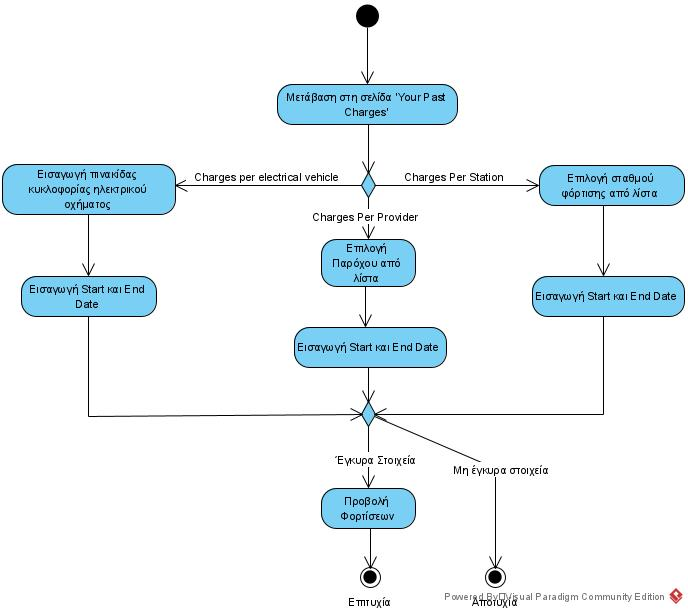 Μετάβαση στη σελίδα 'Your Past
Charges'
Εισαγωγή πινακίδας
κυκλοφορίας ηλεκτρικού
οχήματος
Charges per electrical vehicle
Charges Per Station
Επιλογή σταθμού
φόρτισης από λίστα
Charges Per Provider
Επιλογή
Παρόχου από
λίστα
Εισαγωγή Start και End
Date
Εισαγωγή Start και End Date
Εισαγωγή Start και End Date
Έγκυρα Στοιχεία
Μη έγκυρα στοιχεία
Προβολή
Φορτίσεων
Επιτυχία
Αποτυχία
Powered By Visual Paradigm Community Edition